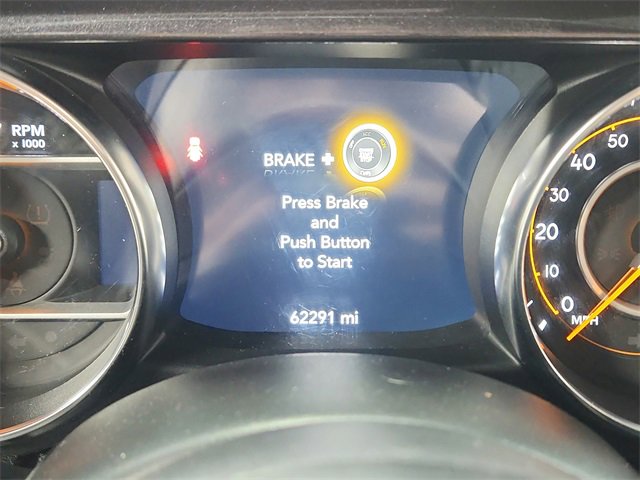 RPM
x 1000
BRAKE +
Press Brake
and
Push Button
to Start
62291 mi
50
40
30
20
10
0
MPH